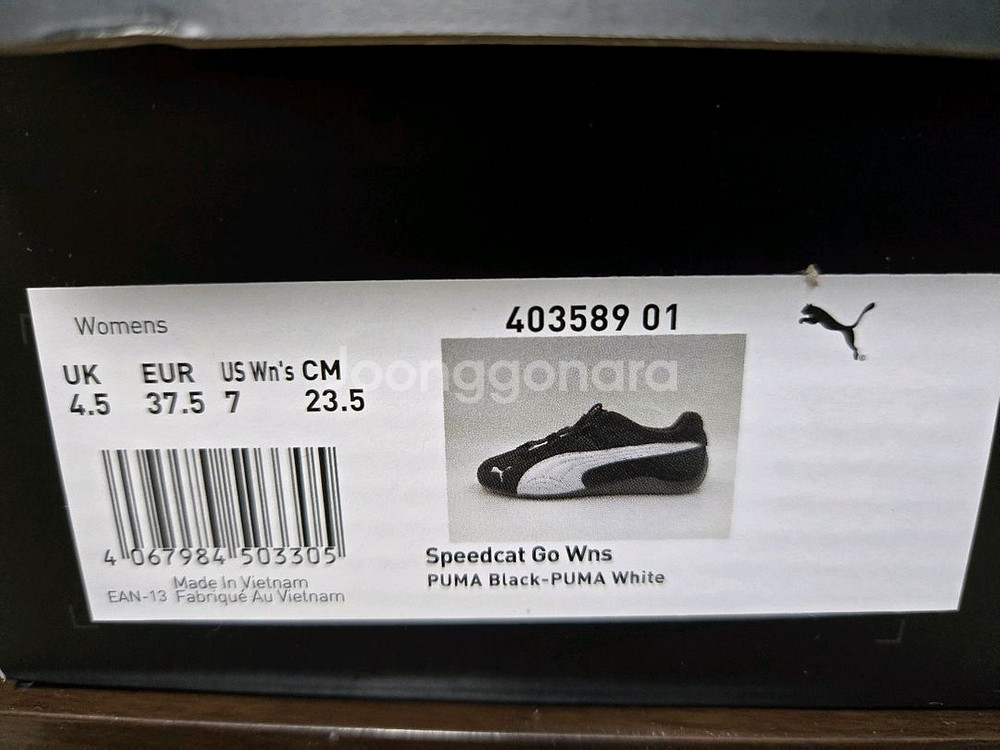 Womens
403589 01
UK EUR US Wn's CM
4.5 37.5 7 23.5
joonggonara
4 067984 503305
Made In Vietnam
EAN-13 Fabriqué Au Vietnam
Speedcat Go Wns
PUMA Black-PUMA White